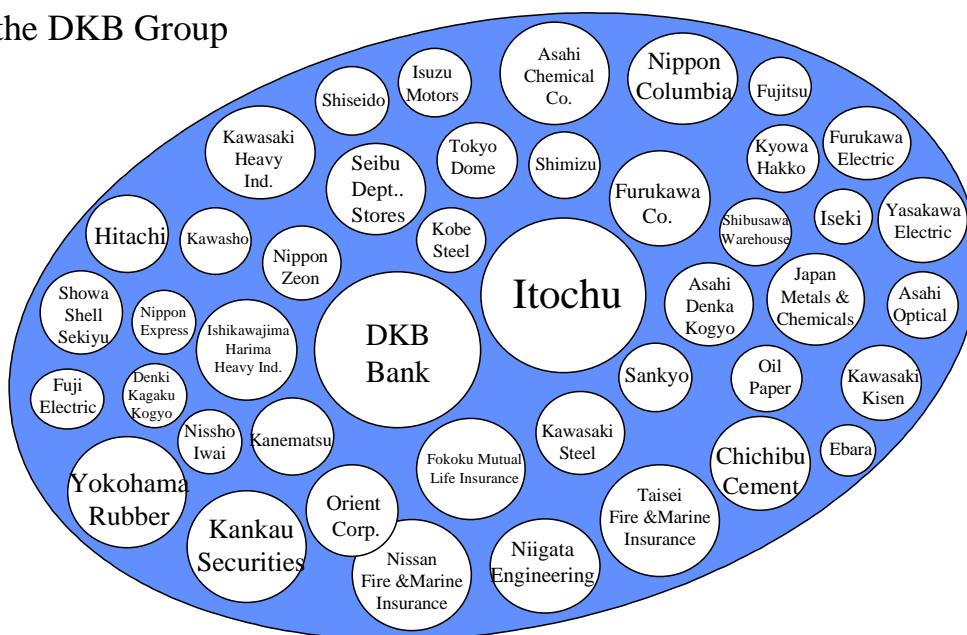 the DKB Group
Asahi
Chemical
Co.
Nippon
Columbia
Isuzu
Motors
Fujitsu
Shiseido
Kawasaki
Heavy
Ind.
Seibu
Dept..
Stores
Tokyo
Dome
Shimizu
Kyowa
Hakko
Furukawa
Electric
Furukawa
Co.
Shibusawa
Warehouse
Iseki
Yasakawa
Electric
Hitachi
Kawasho
Nippon
Zeon
Kobe
Steel
Itochu
Asahi
Denka
Kogyo
Japan
Metals &
Chemicals
Asahi
Optical
Showa
Shell
Sekiyu
Nippon
Express
Ishikawajima
Harima
Heavy Ind.
DKB
Bank
Sankyo
Oil
Paper
Kawasaki
Kisen
Fuji
Electric
Denki
Kagaku
Kogyo
Nissho
Iwai
Kanematsu
Kawasaki
Steel
Fokoku Mutual
Life Insurance
Chichibu
Cement
Ebara
Yokohama
Rubber
Kankau
Securities
Orient
Corp.
Nissan
Fire &Marine
Insurance
Niigata
Engineering
Taisei
Fire &Marine
Insurance